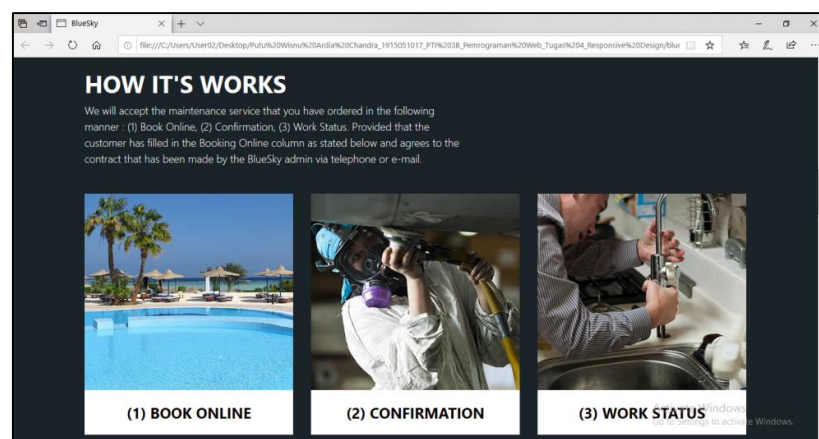 BlueSky
file:///C:/Users/User02/Desktop/Putu%20Wisnu%20Ardia%20Chandra_1915051017_PTI%203B_Pemrograman%20Web_Tugas%204_Responsive%20Design/blue
HOW IT'S WORKS
We will accept the maintenance service that you have ordered in the following
manner : (1) Book Online, (2) Confirmation, (3) Work Status. Provided that the
customer has filled in the Booking Online column as stated below and agrees to the
contract that has been made by the BlueSky admin via telephone or e-mail.
(1) BOOK ONLINE
(2) CONFIRMATION
(3) WORK STATUS
Activate Windows
Go to Settings to activate Windows.